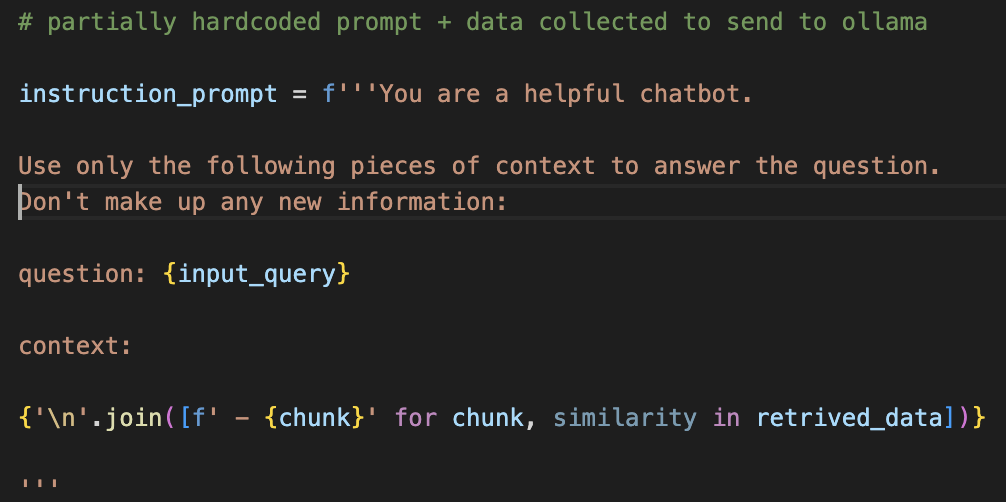 # partially hardcoded prompt + data collected to send to ollama
instruction_prompt = f'''You are a helpful chatbot.
Use only the following pieces of context to answer the question.
Don't make up any new information:
question: {input_query}
context:
{'\n'.join([f' - {chunk}' for chunk, similarity in retrived_data])}
'''